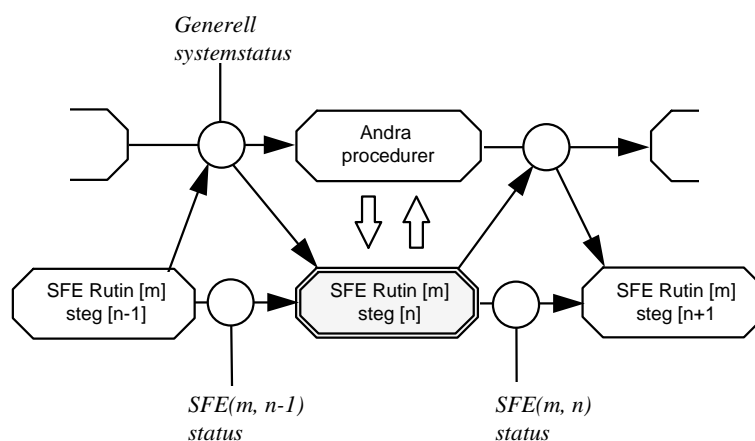 Generell
systemstatus
Andra
procedurer
SFE Rutin [m]
steg [n-1]
SFE Rutin [m]
steg [n]
SFE Rutin [m]
steg [n+1
SFE(m, n-1)
status
SFE(m, n)
status